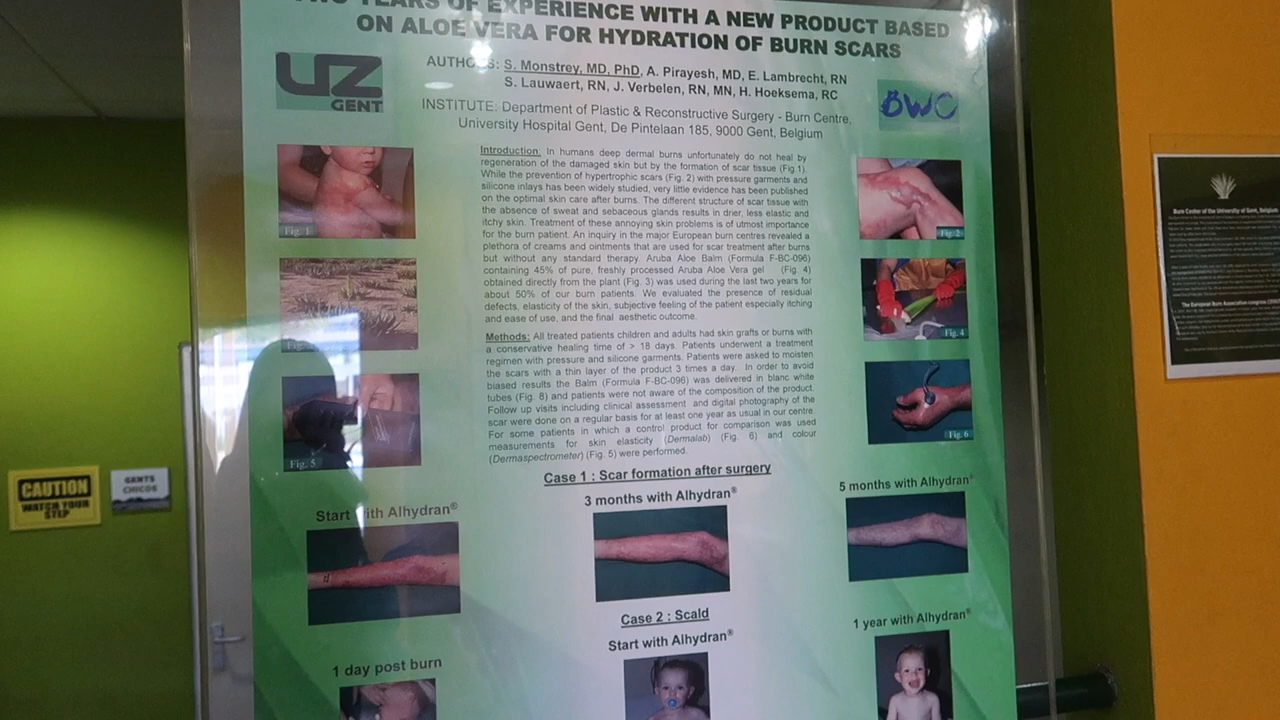 YEARS OF EXPERIENCE WITH A NEW PRODUCT BASED
ON ALOE VERA FOR HYDRATION OF BURN SCARS
UZ
GENT
AUTHORS: S. Monstrey, MD, PhD, A. Pirayesh, MD, E. Lambrecht, RN
S. Lauwaert, RN, J. Verbelen, RN, MN, H. Hoeksema, RC
BWC
INSTITUTE: Department of Plastic & Reconstructive Surgery - Burn Centre,
University Hospital Gent, De Pintelaan 185, 9000 Gent, Belgium
Introduction: In humans deep dermal burns unfortunately do not heal by
regeneration of the damaged skin but by the formation of scar tissue (Fig.1).
While the prevention of hypertrophic scars (Fig. 2) with pressure garments and
silicone inlays has been widely studied, very little evidence has been published
on the optimal skin care after burns. The different structure of scar tissue with
the absence of sweat and sebaceous glands results in drier, less elastic and
itchy skin. Treatment of these annoying skin problems is of utmost importance
for the burn patient. An inquiry in the major European burn centres revealed a
plethora of creams and ointments that are used for scar treatment after burns
but without any standard therapy. Aruba Aloe Balm (Formula F-BC-096)
containing 45% of pure, freshly processed Aruba Aloe Vera gel (Fig. 4)
obtained directly from the plant (Fig. 3) was used during the last two years for
about 50% of our burn patients. We evaluated the presence of residual
defects, elasticity of the skin, subjective feeling of the patient especially itching
and ease of use, and the final aesthetic outcome.
Methods: All treated patients children and adults had skin grafts or burns with
a conservative healing time of > 18 days. Patients underwent a treatment
regimen with pressure and silicone garments. Patients were asked to moisten
the scars with a thin layer of the product 3 times a day. In order to avoid
biased results the Balm (Formula F-BC-096) was delivered in blanc white
tubes (Fig. 8) and patients were not aware of the composition of the product.
Follow up visits including clinical assessment and digital photography of the
scar were done on a regular basis for at least one year as usual in our centre.
For some patients in which a control product for comparison was used
measurements for skin elasticity (Dermalab) (Fig. 6) and colour
(Dermaspectrometer) (Fig. 5) were performed.
Fig. 1
Fig. 2
Fig. 4
Fig. 5
Fig. 6
Case 1 : Scar formation after surgery
Start with Alhydran®
3 months with Alhydran®
5 months with Alhydran®
Case 2 : Scald
1 day post burn
Start with Alhydran®
1 year with Alhydran®
CAUTION
WATCH YOUR
STEP
GENTS
CHICOS
Burn Center of the University of Gent, Belgium